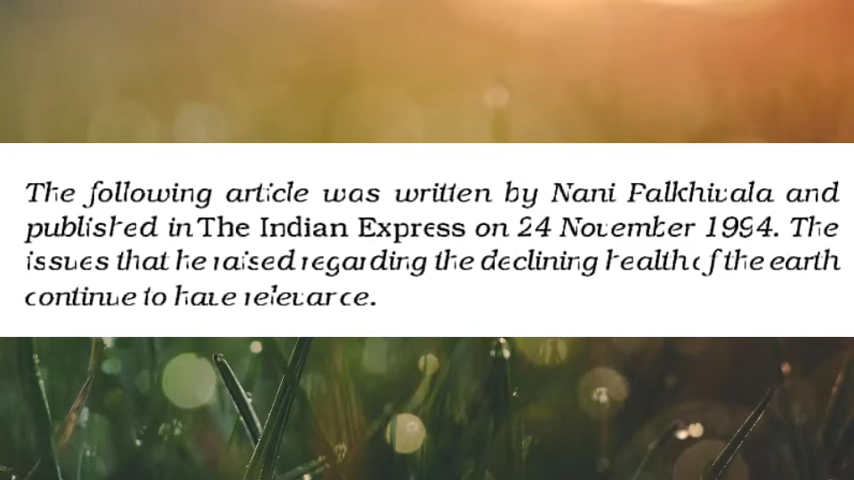 The following article was written by Nani Palkhivala and
published in The Indian Express on 24 November 1994. The
issues that he raised regarding the declining health of the earth
continue to have relevance.